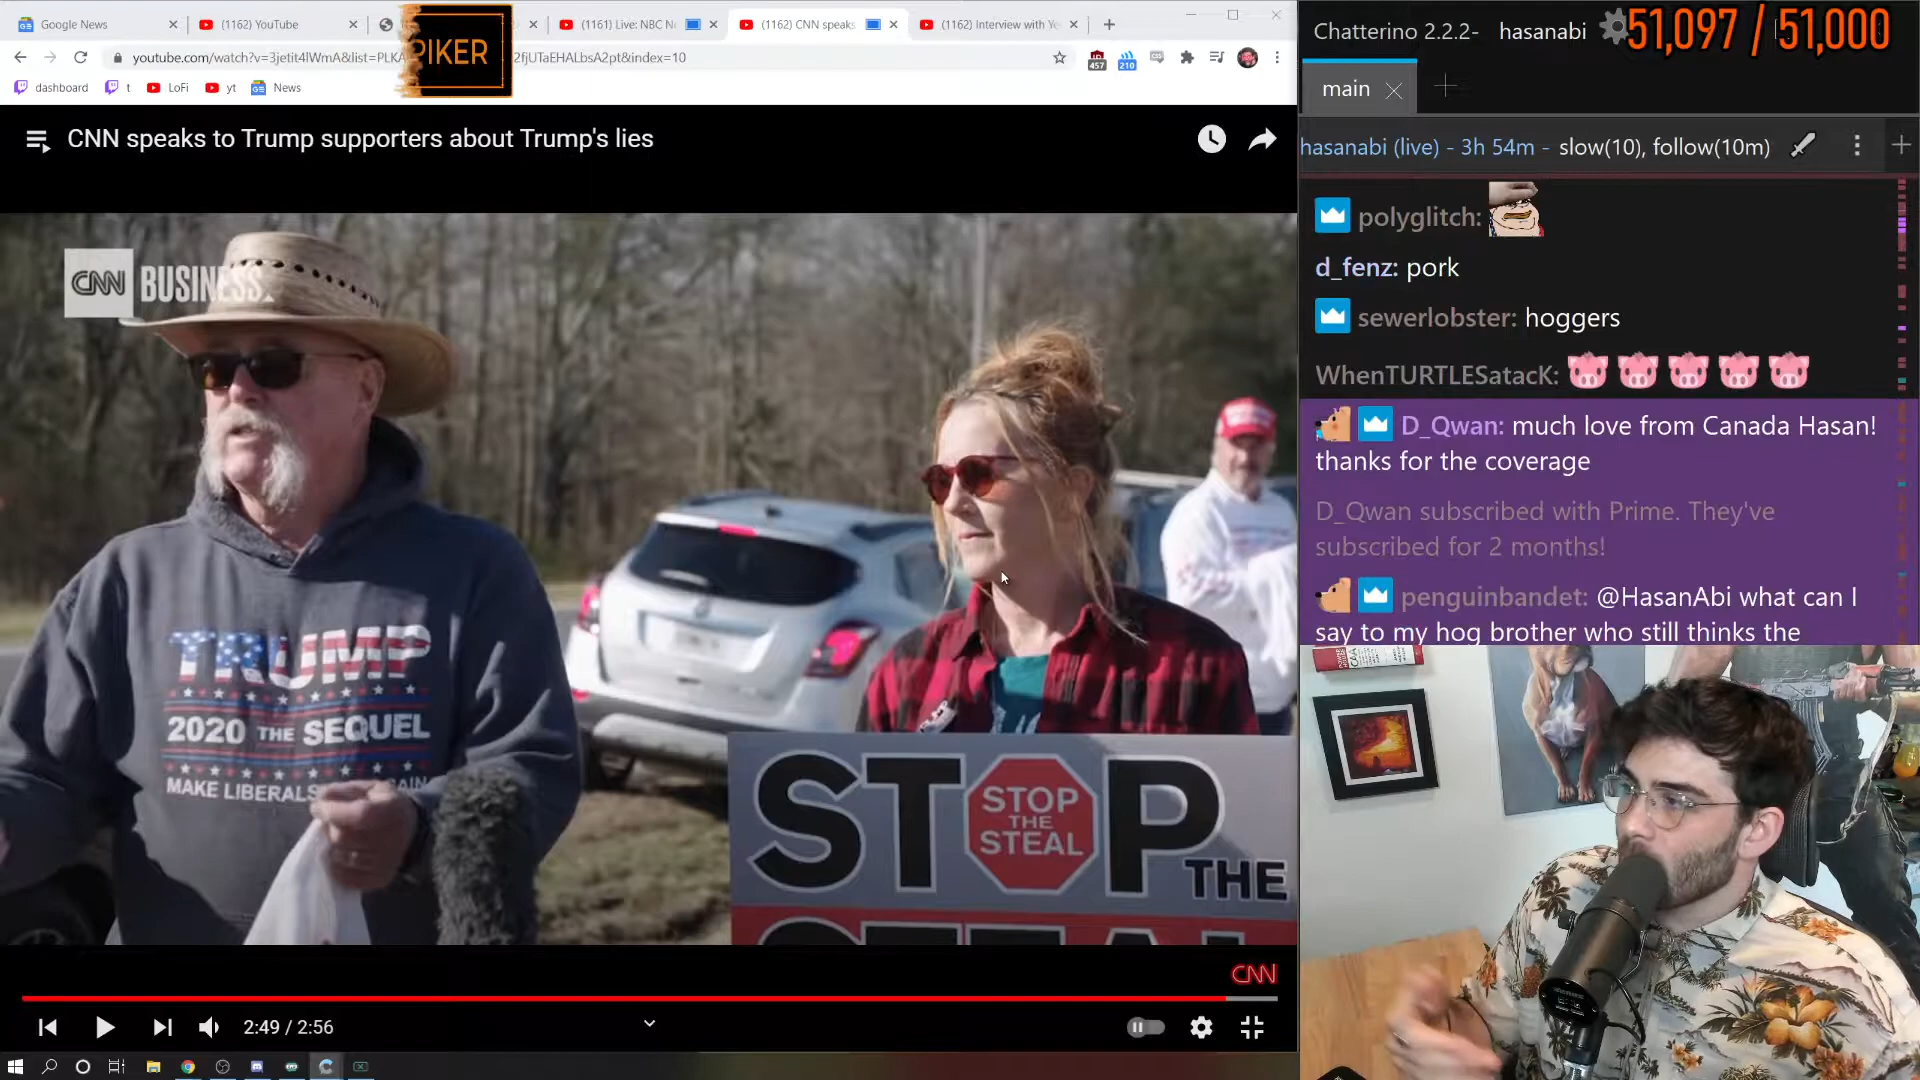 Google News
(1162) YouTube
(1161) Live: NBC N
(1162) CNN speaks
(1162) Interview with Ye
PIKER
youtube.com/watch?v=3jetit4lWmA&list=PLKA
2fjUTaEHALbsA2pt&index=10
457
210
dashboard
t
LoFi
yt
News
CNN speaks to Trump supporters about Trump's lies
CNN BUSINESS
TRUMP
2020 THE SEQUEL
MAKE LIBERALS
STOP THE
STOP
THE
STEAL
CNN
2:49 / 2:56
Chatterino 2.2.2-
hasanabi
51,097 / 51,000
main
hasanabi (live) - 3h 54m - slow(10), follow(10m)
polyglitch:
d_fenz: pork
sewerlobster: hoggers
WhenTURTLESatacK:
D_Qwan: much love from Canada Hasan!
thanks for the coverage
D_Qwan subscribed with Prime. They've
subscribed for 2 months!
penguinbandet: @HasanAbi what can I
say to my hog brother who still thinks the